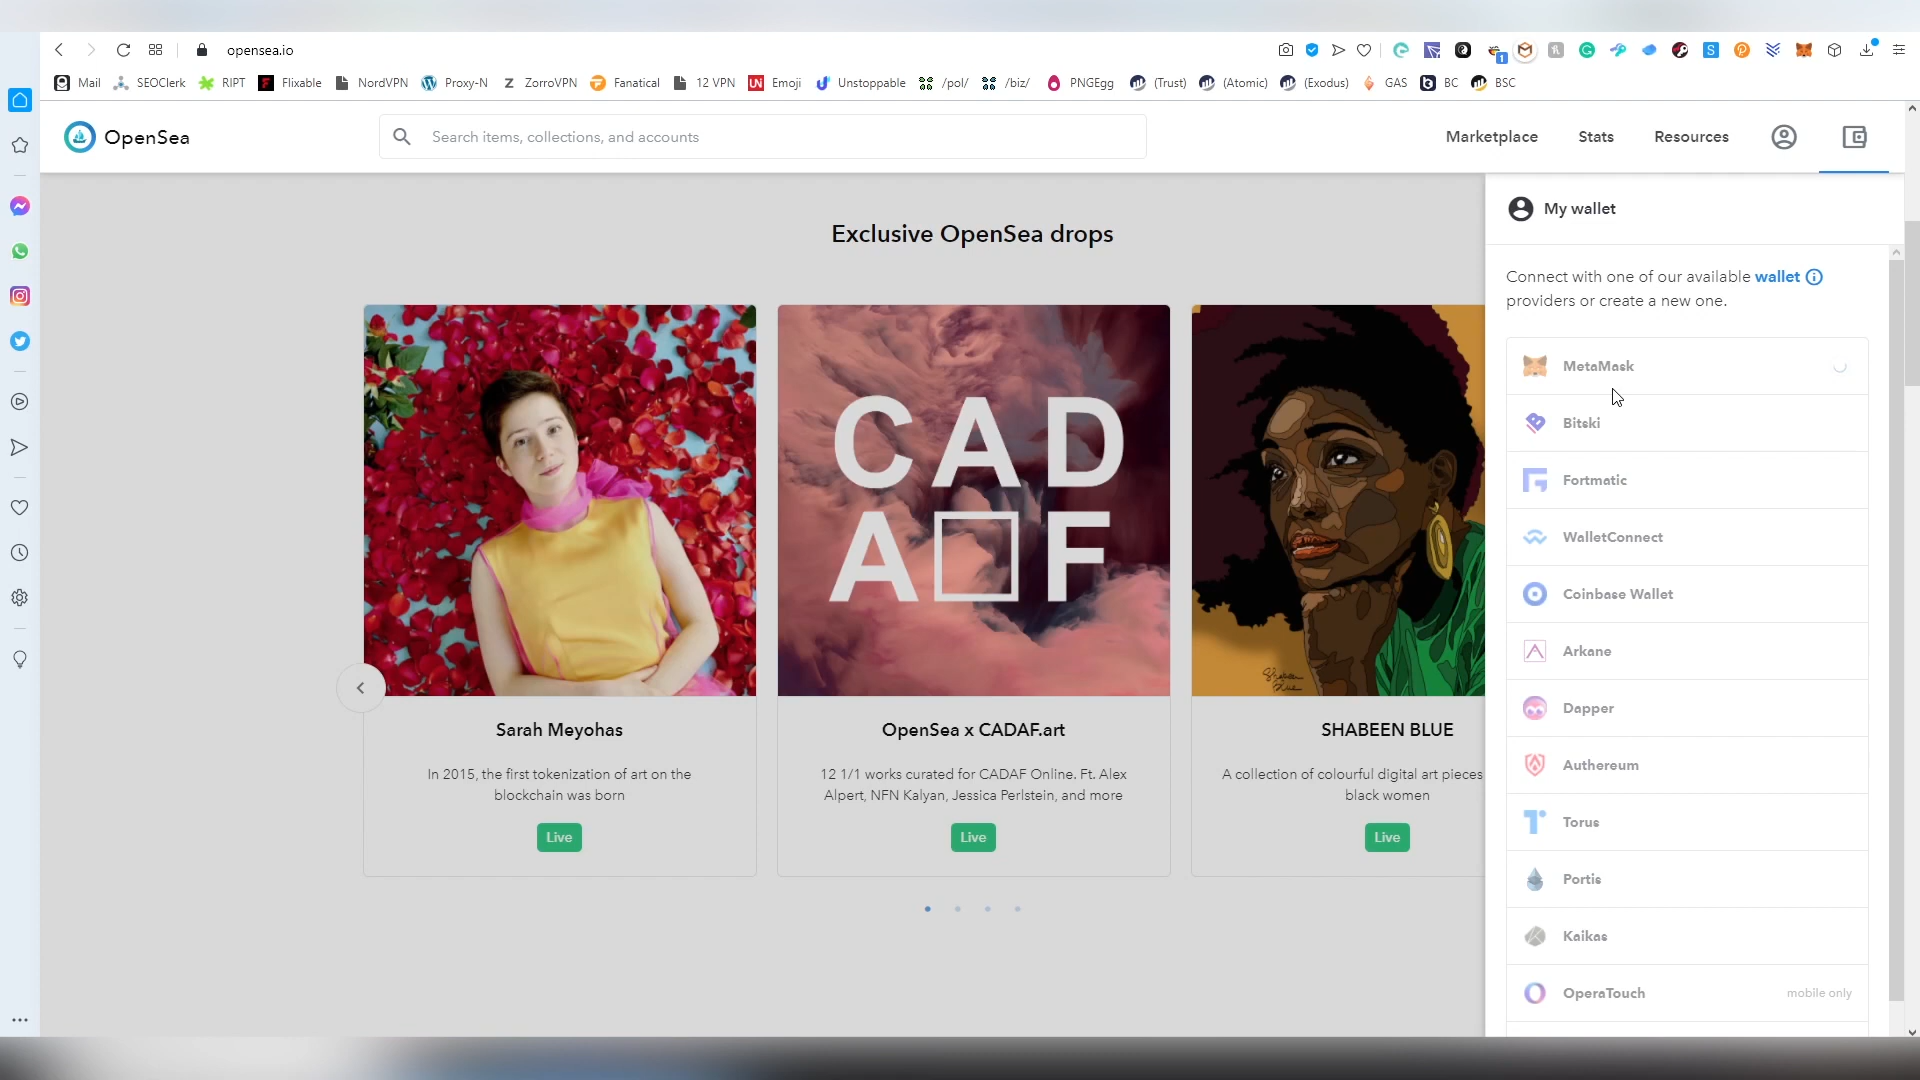 opensea.io
1
Mail SEOClerk RIPT Flixable NordVPN Proxy-N ZorroVPN Fanatical 12 VPN Emoji Unstoppable /pol/ /biz/ PNGEgg (Trust) (Atomic) (Exodus) GAS BC BSC
OpenSea
Search items, collections, and accounts
Marketplace Stats Resources
My wallet
Exclusive OpenSea drops
Connect with one of our available wallet
providers or create a new one.
MetaMask
Bitski
Fortmatic
WalletConnect
Coinbase Wallet
Arkane
Dapper
Authereum
Torus
Portis
Kaikas
OperaTouch mobile only
CAD
A F
Sarah Meyohas
In 2015, the first tokenization of art on the
blockchain was born
Live
OpenSea x CADAF.art
12 1/1 works curated for CADAF Online. Ft. Alex
Alpert, NFN Kalyan, Jessica Perlstein, and more
Live
SHABEEN BLUE
A collection of colourful digital art pieces
black women
Live